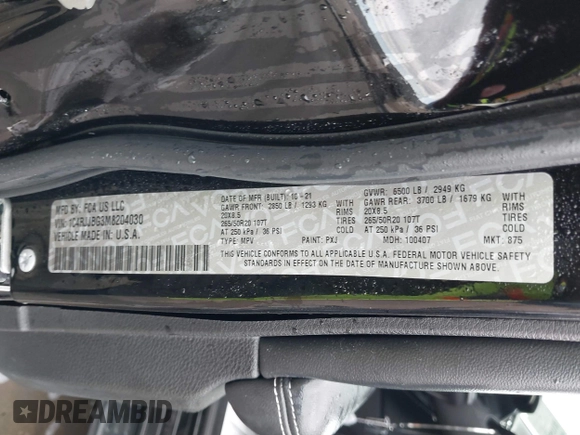 MFD. BY: FCA US LLC
VIN: 1C4RJJBG3M8204030
VEHICLE MADE IN U.S.A.
DATE OF MFR (BUILT): 10 -21
GVWR: 6500 LB / 2949 KG
GAWR FRONT: 2850 LB / 1293 KG WITH
GAWR REAR: 3700 LB / 1679 KG WITH
20X8.5 RIMS
20X8.5 RIMS
265/50R20 107T TIRES
265/50R20 107T TIRES
AT 250 kPa / 36 PSI
AT 250 kPa / 36 PSI
TYPE: MPV
PAINT: PXJ
MDH: 100407
MKT: 875
THIS VEHICLE CONFORMS TO ALL APPLICABLE U.S.A. FEDERAL MOTOR VEHICLE SAFETY
STANDARDS IN EFFECT ON THE DATE OF MANUFACTURE SHOWN ABOVE.
DREAMBID